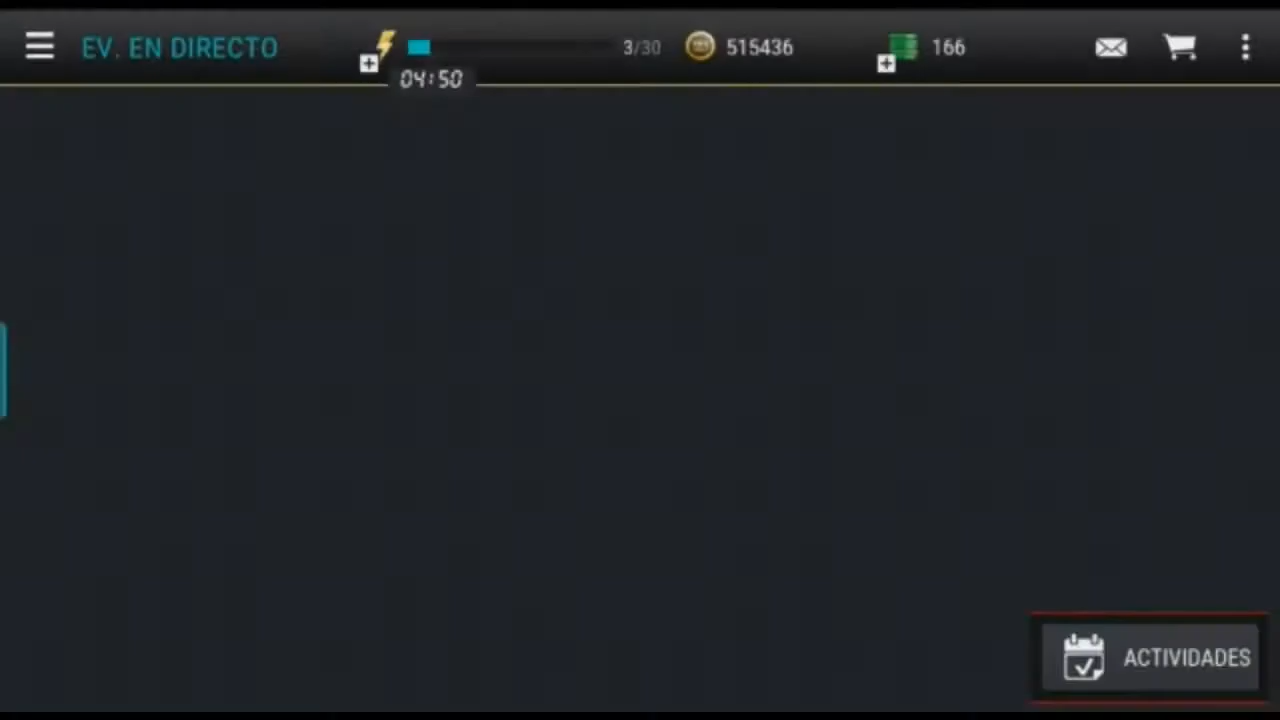 EV. EN DIRECTO
3/30
515436
166
04:50
ACTIVIDADES